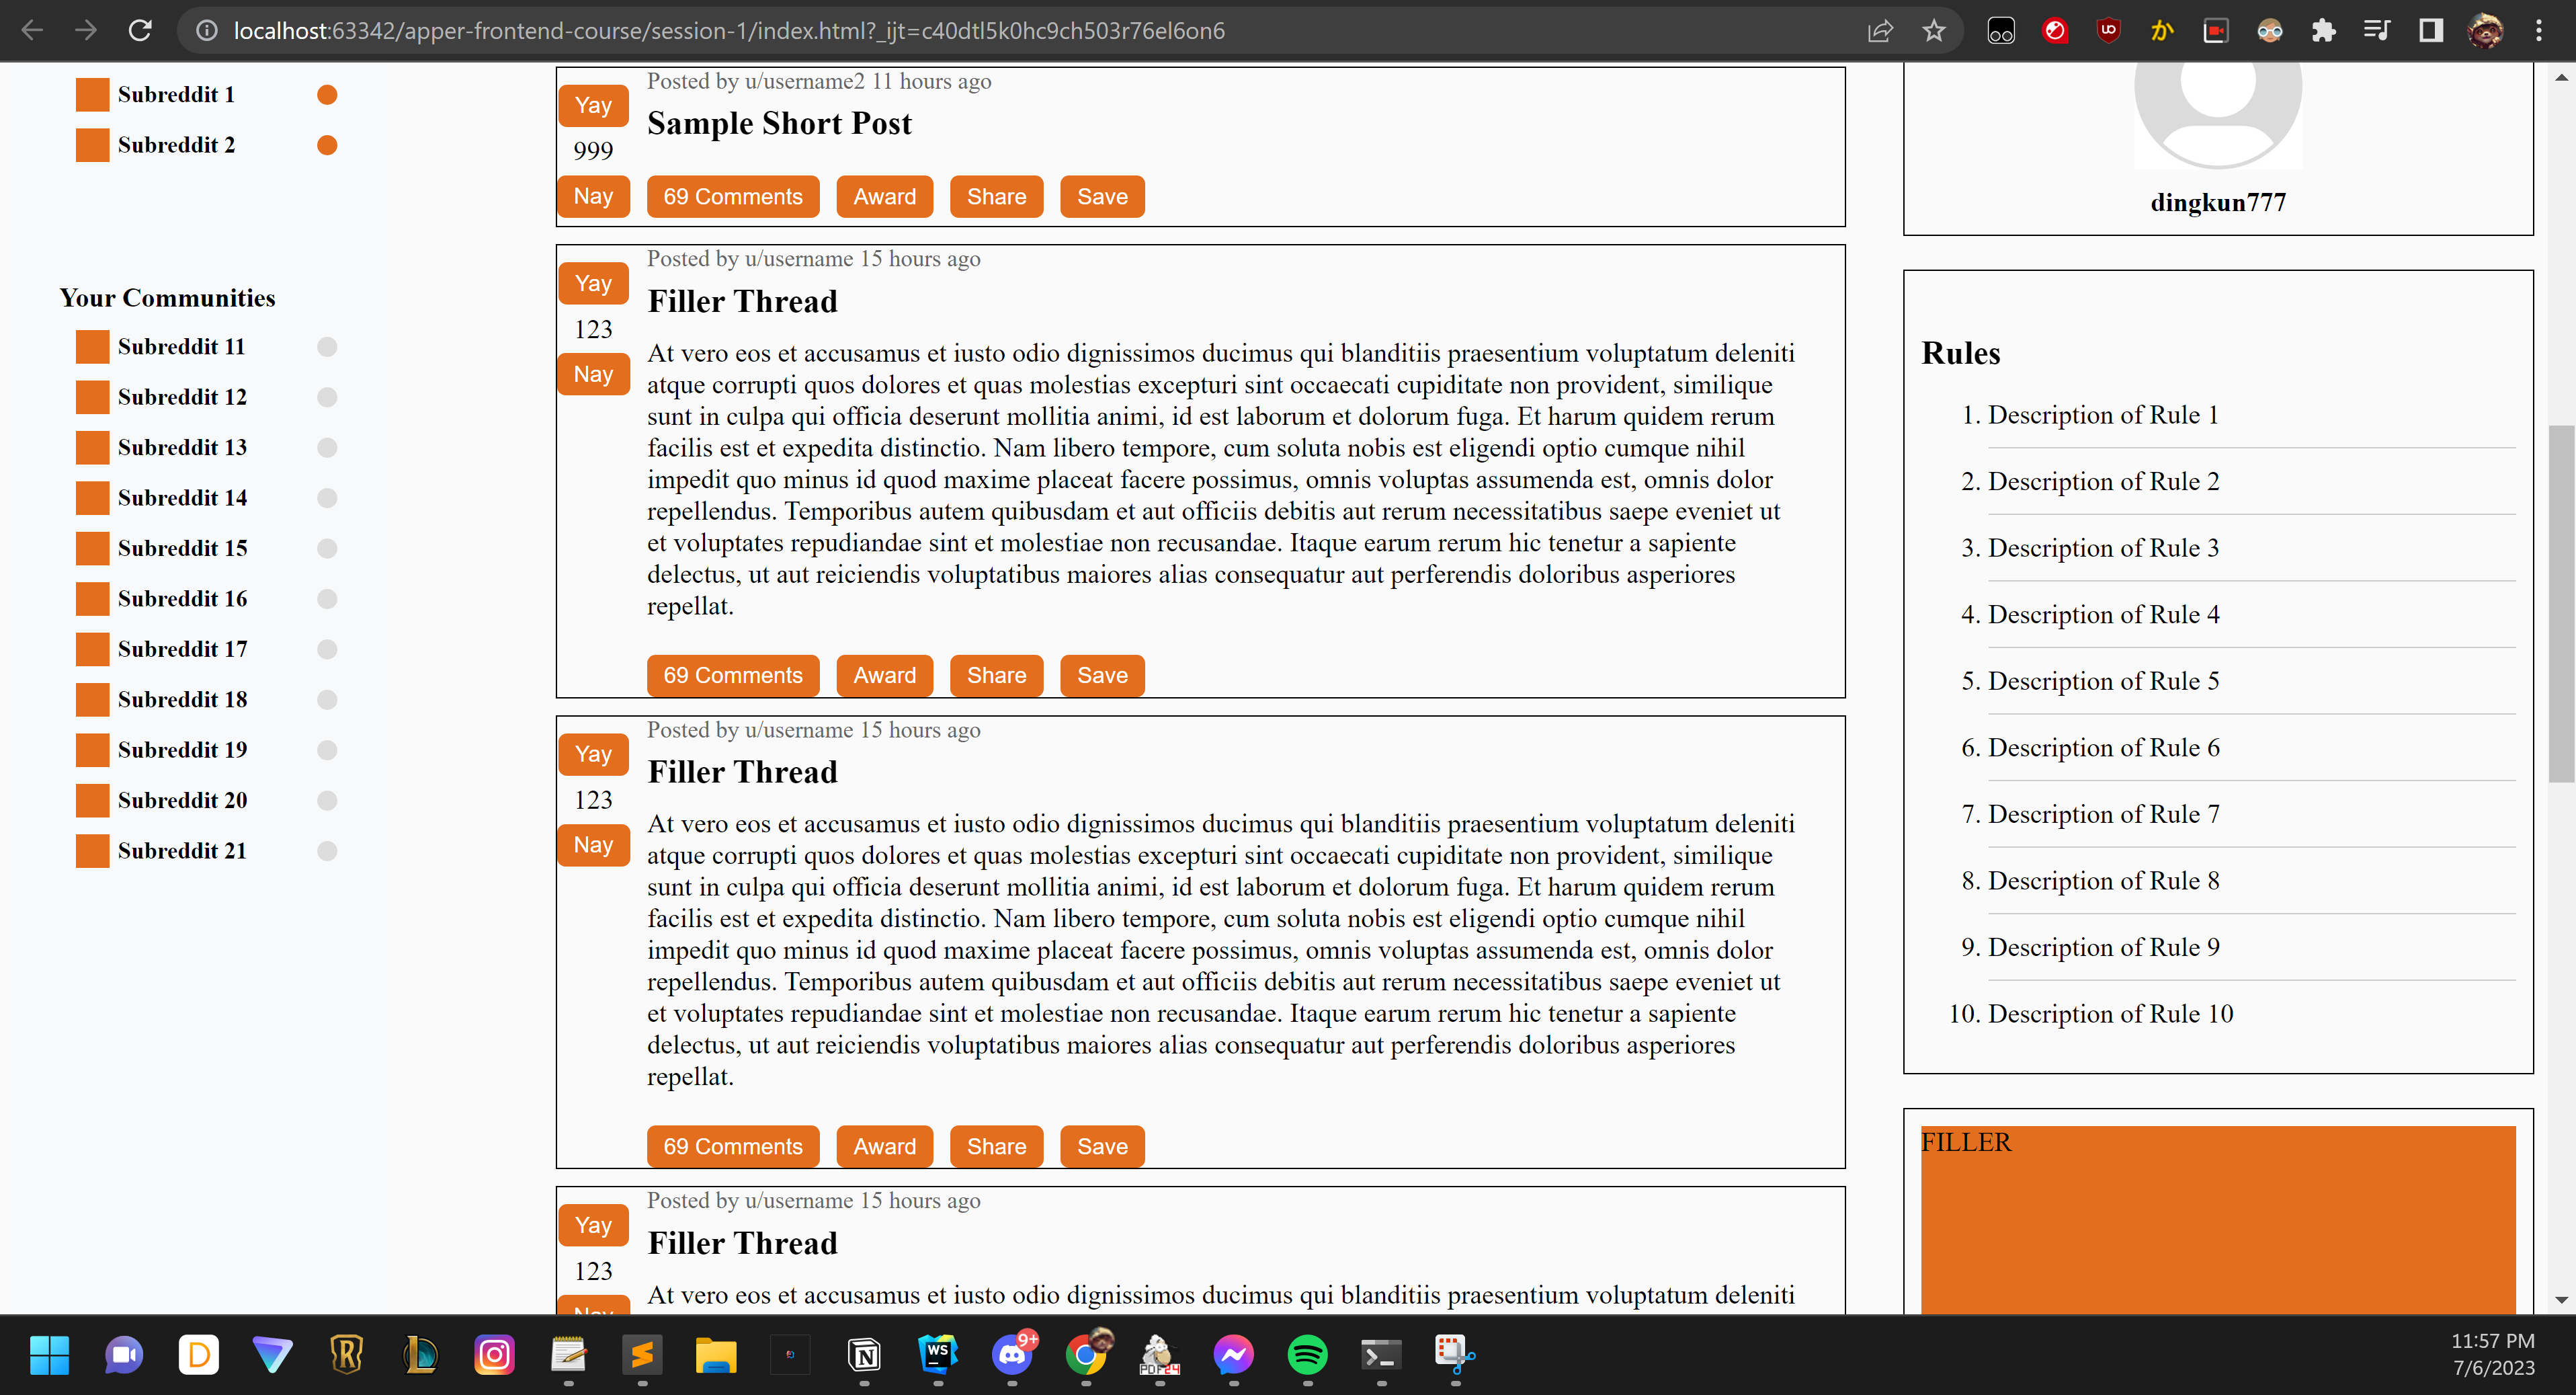 localhost:63342/apper-frontend-course/session-1/index.html?_ijt=c40dtl5k0hc9ch503r76el6on6
UD
か
Subreddit 1
Subreddit 2
Your Communities
Subreddit 11
Subreddit 12
Subreddit 13
Subreddit 14
Subreddit 15
Subreddit 16
Subreddit 17
Subreddit 18
Subreddit 19
Subreddit 20
Subreddit 21
Posted by u/username2 11 hours ago
Yay
Sample Short Post
999
Nay
69 Comments
Award
Share
Save
Posted by u/username 15 hours ago
Yay
Filler Thread
123
Nay
At vero eos et accusamus et iusto odio dignissimos ducimus qui blanditiis praesentium voluptatum deleniti
atque corrupti quos dolores et quas molestias excepturi sint occaecati cupiditate non provident, similique
sunt in culpa qui officia deserunt mollitia animi, id est laborum et dolorum fuga. Et harum quidem rerum
facilis est et expedita distinctio. Nam libero tempore, cum soluta nobis est eligendi optio cumque nihil
impedit quo minus id quod maxime placeat facere possimus, omnis voluptas assumenda est, omnis dolor
repellendus. Temporibus autem quibusdam et aut officiis debitis aut rerum necessitatibus saepe eveniet ut
et voluptates repudiandae sint et molestiae non recusandae. Itaque earum rerum hic tenetur a sapiente
delectus, ut aut reiciendis voluptatibus maiores alias consequatur aut perferendis doloribus asperiores
repellat.
69 Comments
Award
Share
Save
Posted by u/username 15 hours ago
Yay
Filler Thread
123
Nay
At vero eos et accusamus et iusto odio dignissimos ducimus qui blanditiis praesentium voluptatum deleniti
atque corrupti quos dolores et quas molestias excepturi sint occaecati cupiditate non provident, similique
sunt in culpa qui officia deserunt mollitia animi, id est laborum et dolorum fuga. Et harum quidem rerum
facilis est et expedita distinctio. Nam libero tempore, cum soluta nobis est eligendi optio cumque nihil
impedit quo minus id quod maxime placeat facere possimus, omnis voluptas assumenda est, omnis dolor
repellendus. Temporibus autem quibusdam et aut officiis debitis aut rerum necessitatibus saepe eveniet ut
et voluptates repudiandae sint et molestiae non recusandae. Itaque earum rerum hic tenetur a sapiente
delectus, ut aut reiciendis voluptatibus maiores alias consequatur aut perferendis doloribus asperiores
repellat.
69 Comments
Award
Share
Save
Posted by u/username 15 hours ago
Yay
Filler Thread
123
Nay
At vero eos et accusamus et iusto odio dignissimos ducimus qui blanditiis praesentium voluptatum deleniti
dingkun777
Rules
1. Description of Rule 1
2. Description of Rule 2
3. Description of Rule 3
4. Description of Rule 4
5. Description of Rule 5
6. Description of Rule 6
7. Description of Rule 7
8. Description of Rule 8
9. Description of Rule 9
10. Description of Rule 10
FILLER
D
R
L
N
WS
9+
PDF24
11:57 PM
7/6/2023